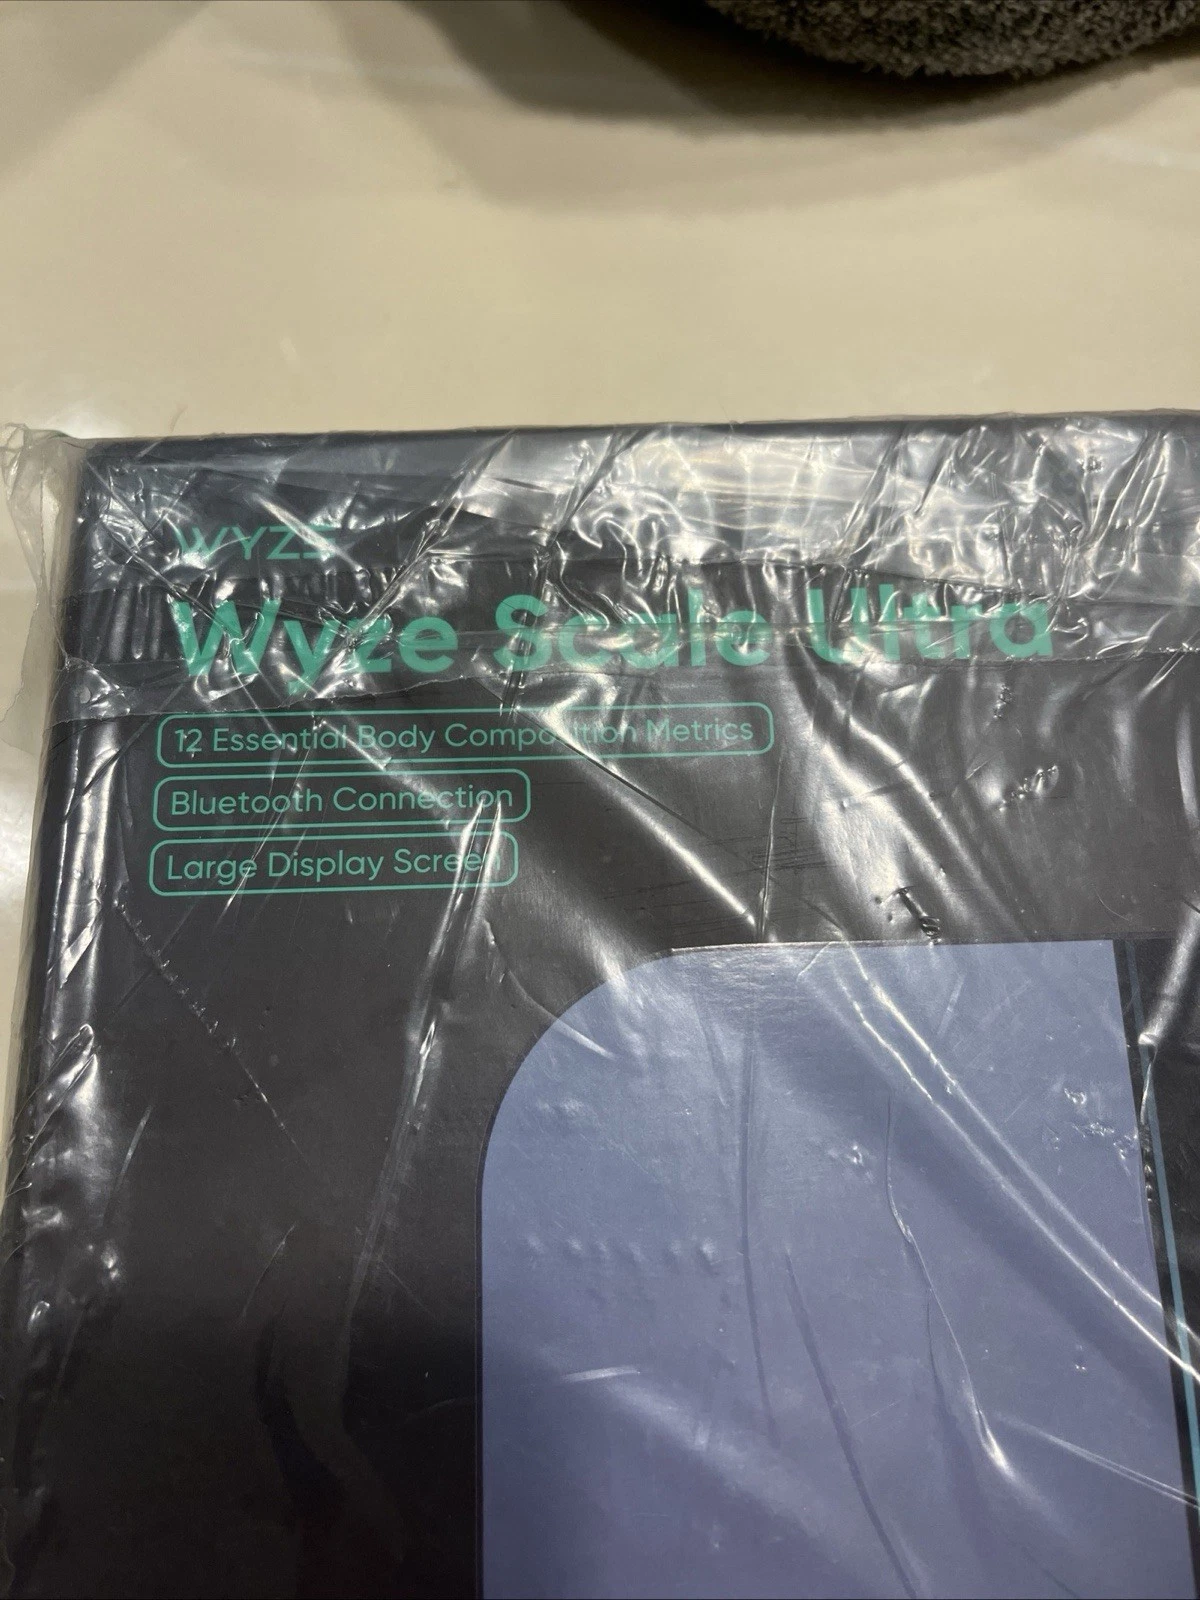 WYZE
Wyze Scale Ultra
12 Essential Body Composition Metrics
Bluetooth Connection
Large Display Screen